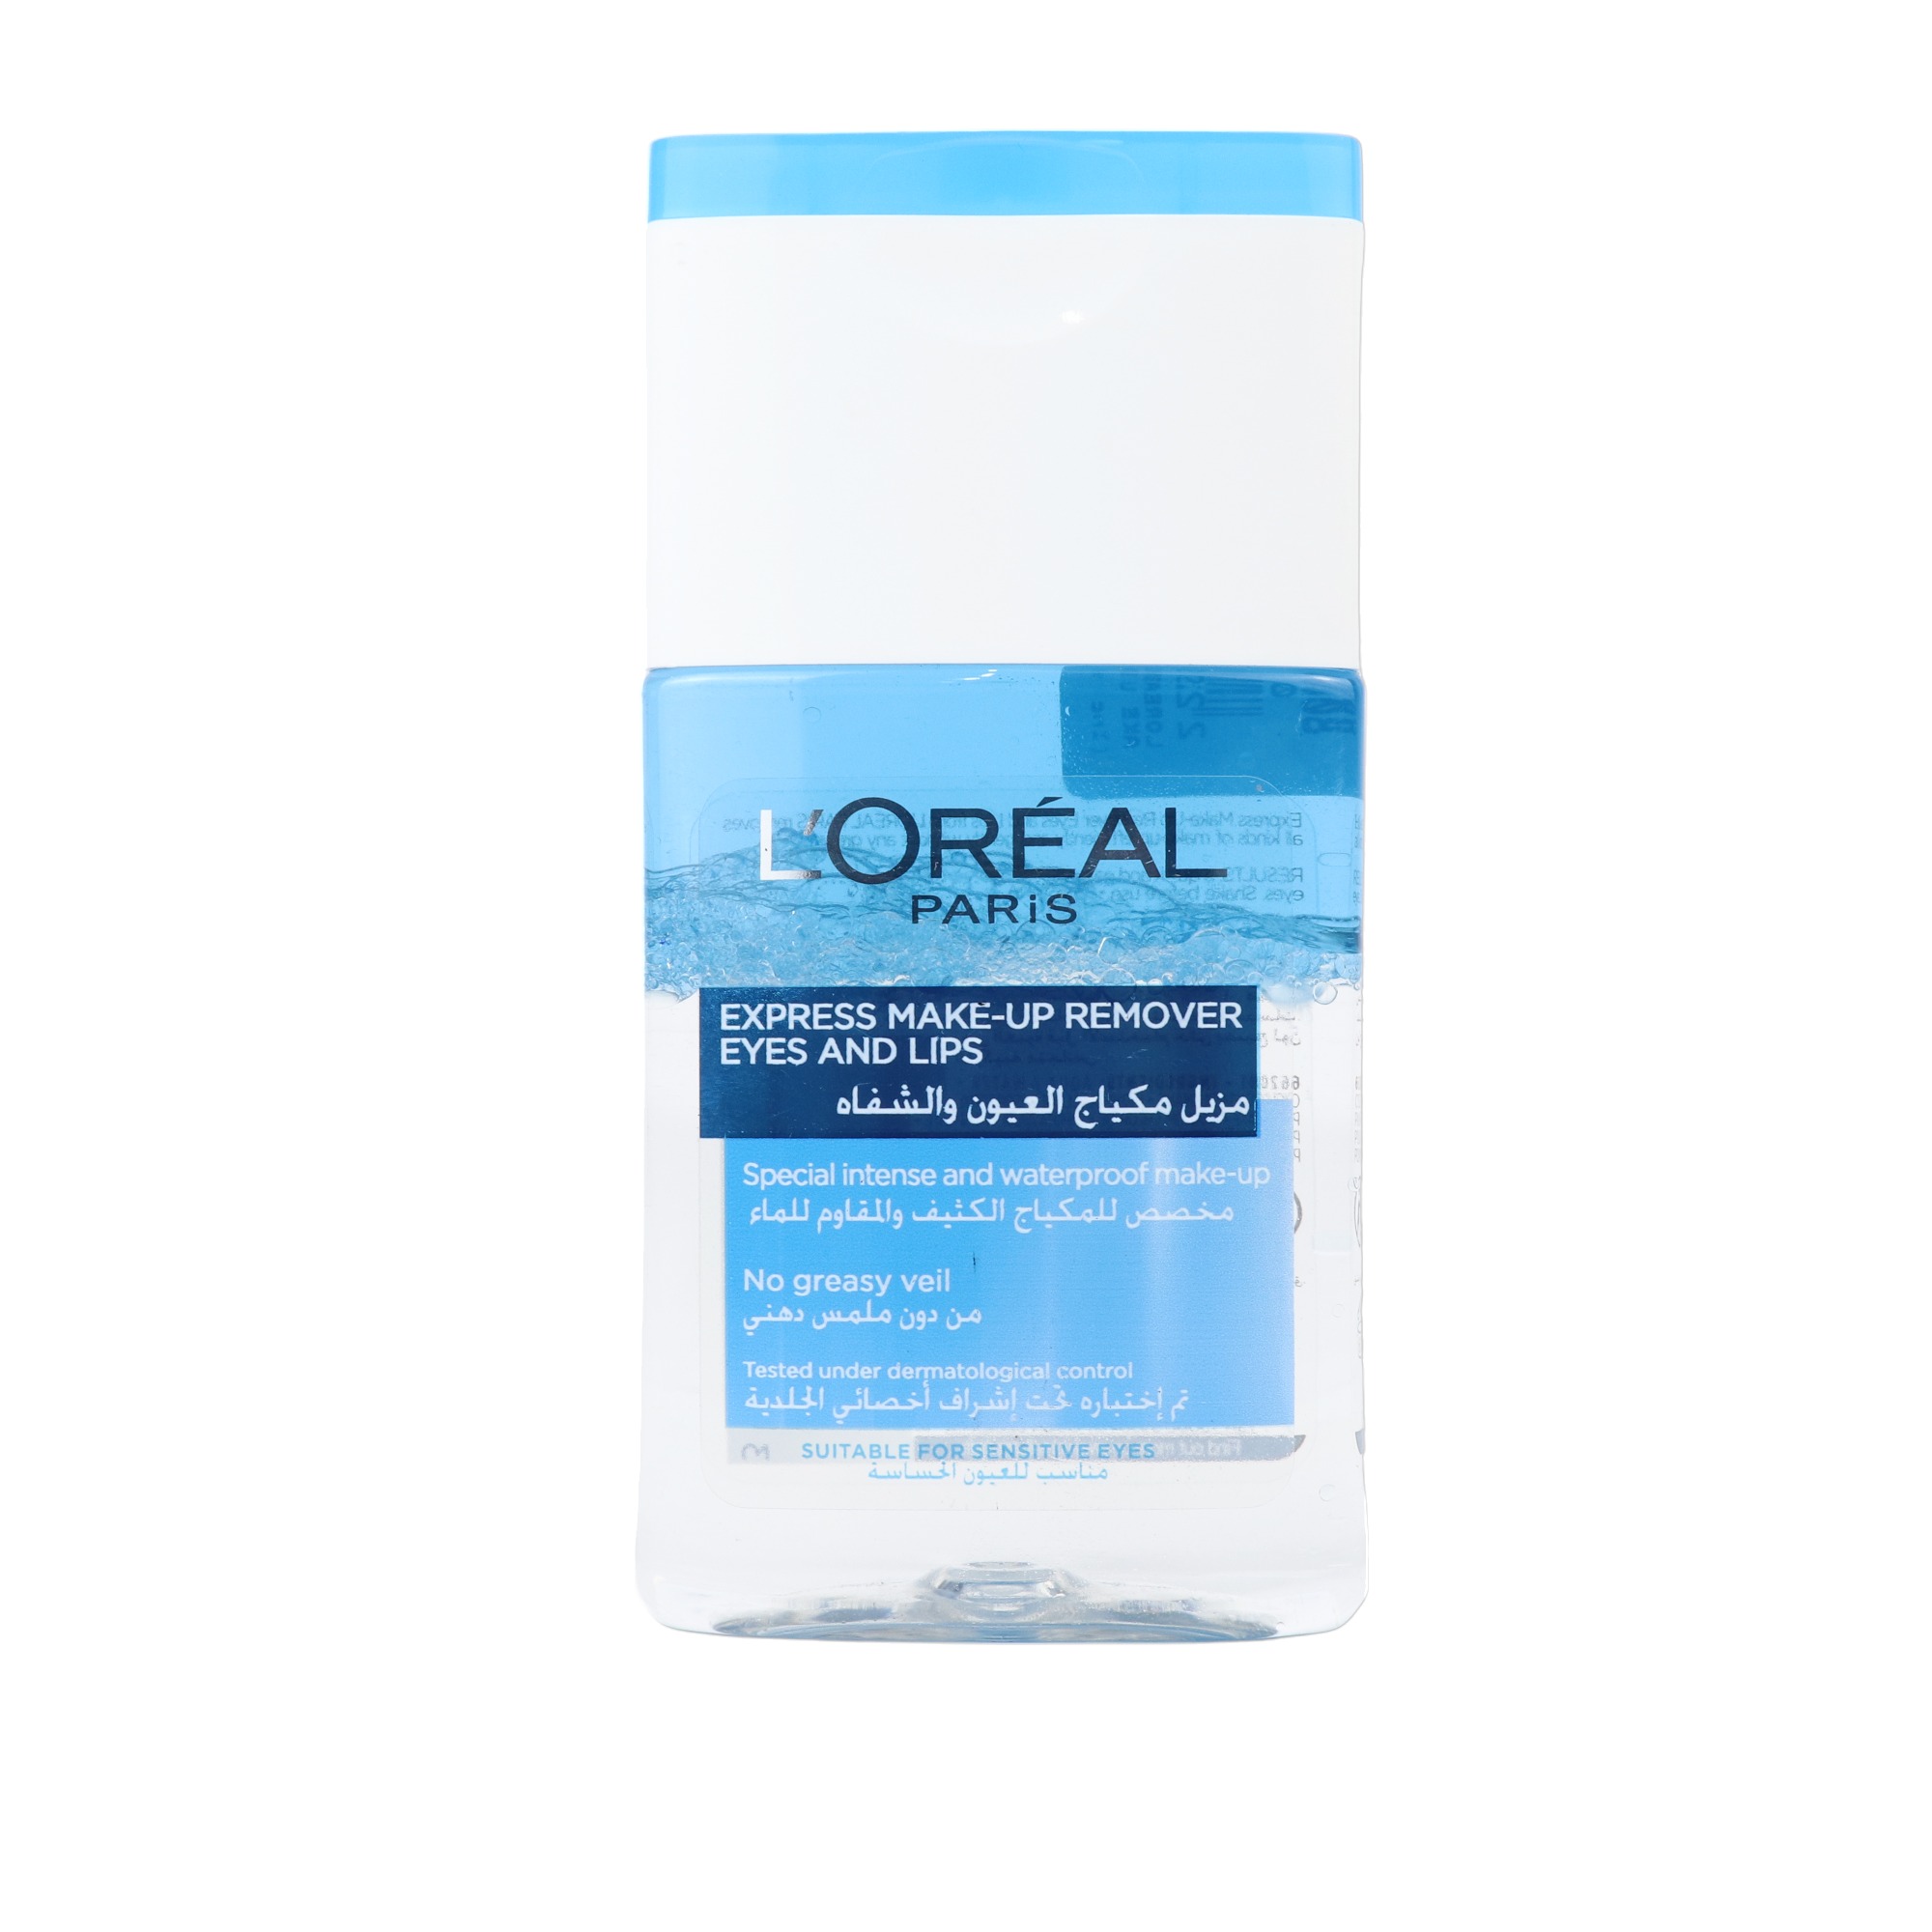 L'ORÉAL
PARiS
EXPRESS MAKE-UP REMOVER
EYES AND LIPS
مزيل مكياج العيون والشفاه
Special intense and waterproof make-up
مخصص للمكياج الكثيف والمقاوم للماء
No greasy veil
من دون ملمس دهني
Tested under dermatological control
تم إختباره تحت إشراف أخصائي الجلدية
SUITABLE FOR SENSITIVE EYES
مناسب للعيون الحساسة